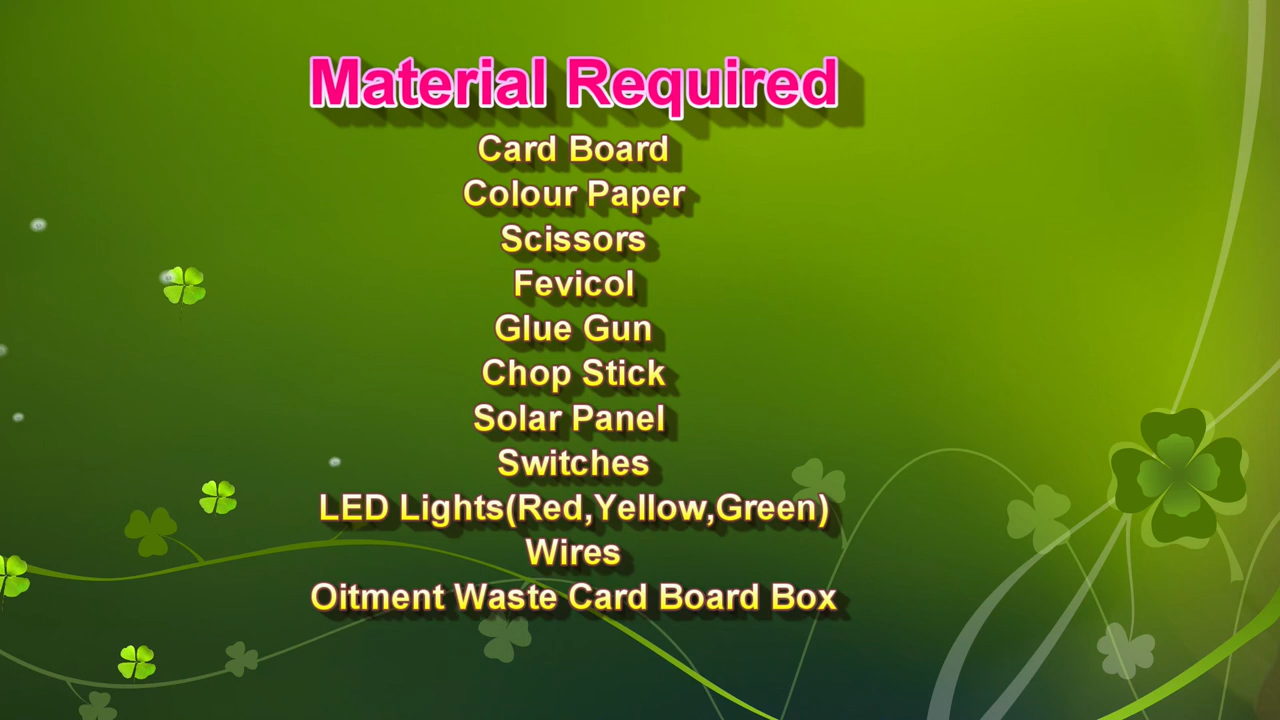 Material Required
Card Board
Colour Paper
Scissors
Fevicol
Glue Gun
Chop Stick
Solar Panel
Switches
LED Lights(Red,Yellow,Green)
Wires
Oitment Waste Card Board Box